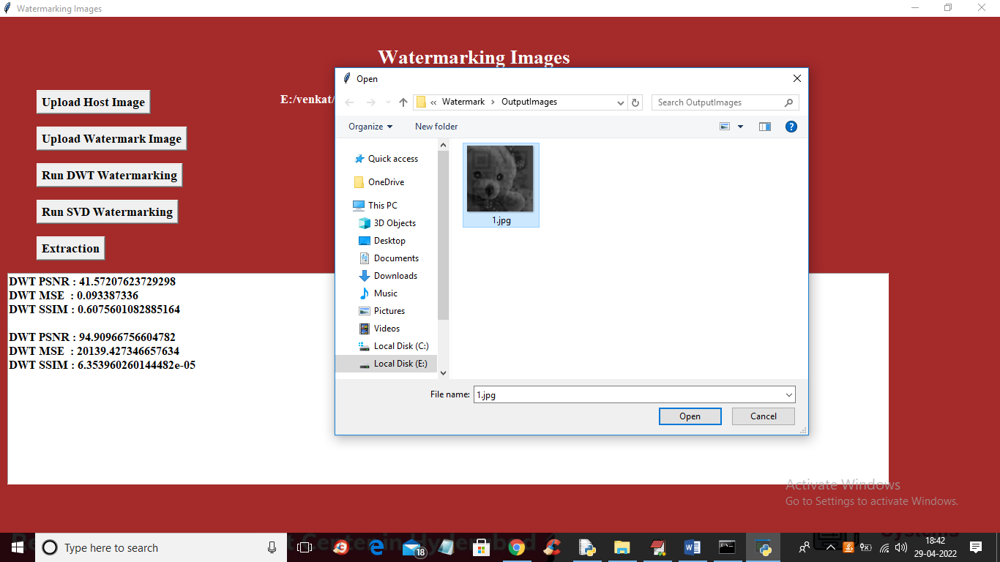 Watermarking Images
Watermarking Images
Upload Host Image
E:/venkat/
Upload Watermark Image
Run DWT Watermarking
Run SVD Watermarking
Extraction
DWT PSNR : 41.57207623729298
DWT MSE  : 0.093387336
DWT SSIM : 0.6075601082885164
DWT PSNR : 94.90966756604782
DWT MSE  : 20139.427346657634
DWT SSIM : 6.353960260144482e-05
Open
« Watermark › OutputImages
Search OutputImages
Organize
New folder
Quick access
OneDrive
This PC
3D Objects
Desktop
Documents
Downloads
Music
Pictures
Videos
Local Disk (C:)
Local Disk (E:)
1.jpg
File name: 1.jpg
Open
Cancel
Activate Windows
Go to Settings to activate Windows.
Type here to search
18
18:42
29-04-2022